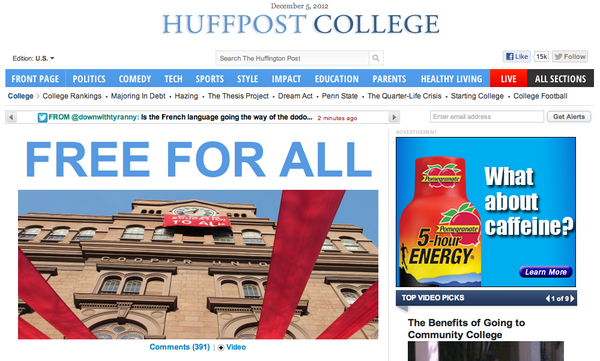 December 5, 2012
HUFFPOST COLLEGE
Edition: U.S.
Search The Huffington Post
Like 15k Follow
FRONT PAGE POLITICS COMEDY TECH SPORTS STYLE IMPACT EDUCATION PARENTS HEALTHY LIVING LIVE ALL SECTIONS
College > College Rankings • Majoring In Debt • Hazing • The Thesis Project • Dream Act • Penn State • The Quarter-Life Crisis • Starting College • College Football
FROM @downwithtyranny: Is the French language going the way of the dodo... 2 minutes ago
Enter email address Get Alerts
FREE FOR ALL
TO ALL
COOPER UNION
Comments (391) | Video
ADVERTISEMENT
Pomegranate
Pomegranate
5-hour
ENERGY
What
about
caffeine?
Learn More
TOP VIDEO PICKS 1 of 9
The Benefits of Going to
Community College